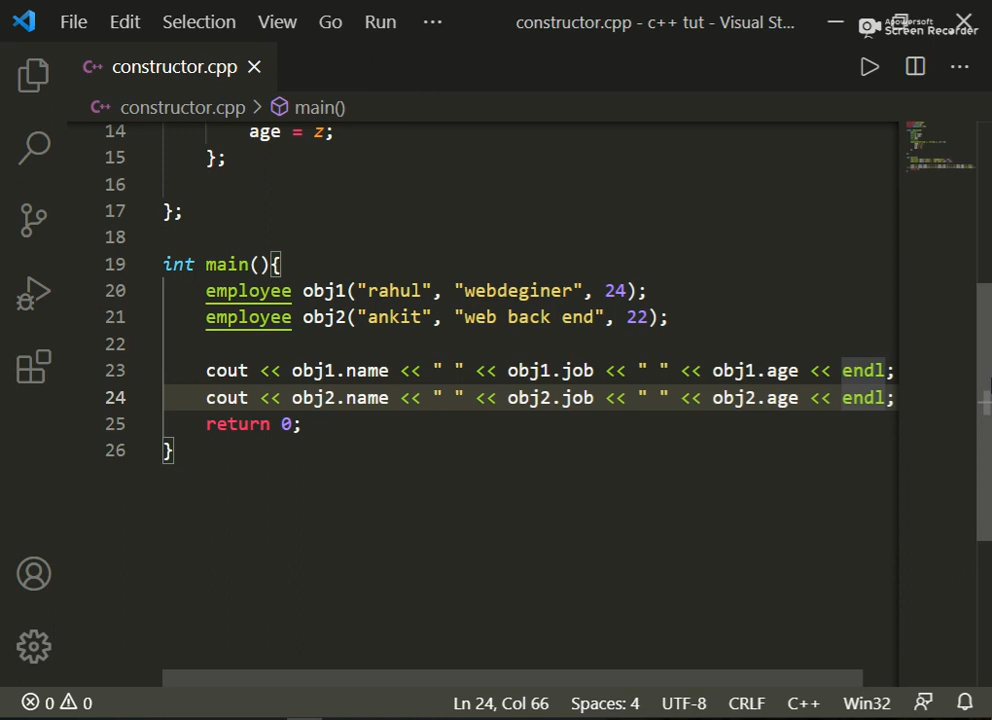 File Edit Selection View Go Run ··· constructor.cpp - c++ tut - Visual St...
Apowersoft
Screen Recorder
C++ constructor.cpp
C++ constructor.cpp > main()
14 age = z;
15 };
16
17 };
18
19 int main(){
20 employee obj1("rahul", "webdeginer", 24);
21 employee obj2("ankit", "web back end", 22);
22
23 cout << obj1.name << " " << obj1.job << " " << obj1.age << endl;
24 cout << obj2.name << " " << obj2.job << " " << obj2.age << endl;
25 return 0;
26 }
0 0 Ln 24, Col 66 Spaces: 4 UTF-8 CRLF C++ Win32